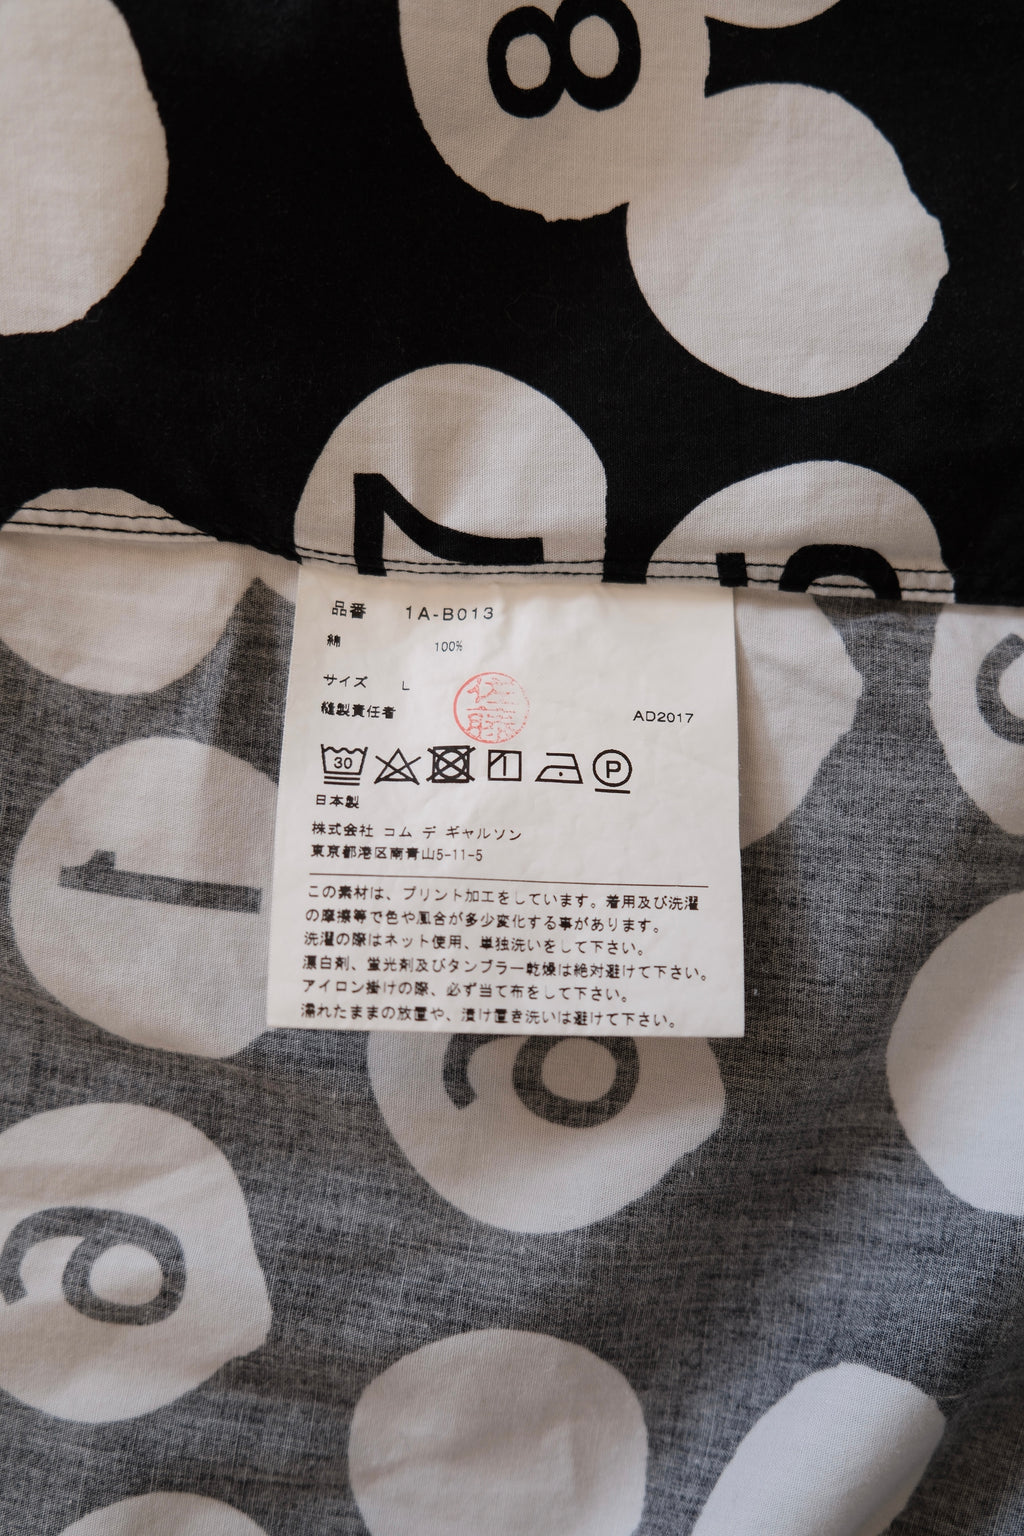 8
7
品番 1A-B013
綿 100%
サイズ L
縫製責任者 AD2017
30
P
日本製
株式会社 コム デ ギャルソン
東京都港区南青山5-11-5
この素材は、プリント加工をしています。着用及び洗濯
の摩擦等で色や風合が多少変化する事があります。
洗濯の際はネット使用、単独洗いをして下さい。
漂白剤、蛍光剤及びタンブラー乾燥は絶対避けて下さい。
アイロン掛けの際、必ず当て布をして下さい。
濡れたままの放置や、漬け置き洗いは避けて下さい。
1
9
9